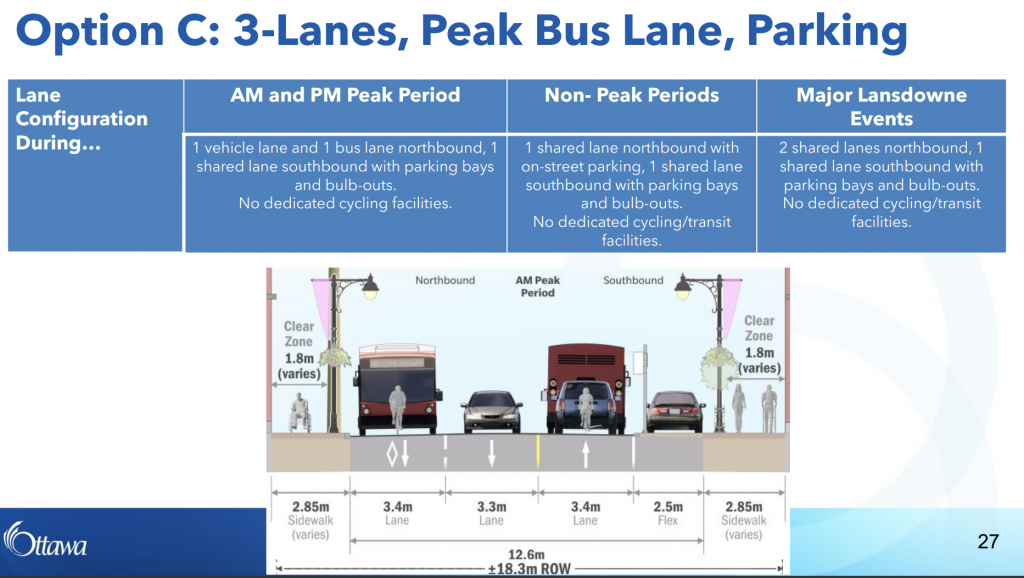 Option C: 3-Lanes, Peak Bus Lane, Parking
Lane
Configuration
During...
AM and PM Peak Period
Non- Peak Periods
Major Lansdowne
Events
1 vehicle lane and 1 bus lane northbound, 1
shared lane southbound with parking bays
and bulb-outs.
No dedicated cycling facilities.
1 shared lane northbound with
on-street parking, 1 shared lane
southbound with parking bays
and bulb-outs.
No dedicated cycling/transit
facilities.
2 shared lanes northbound, 1
shared lane southbound with
parking bays and bulb-outs.
No dedicated cycling/transit
facilities.
Northbound
AM Peak
Period
Southbound
Clear
Zone
1.8m
(varies)
Clear
Zone
1.8m
(varies)
2.85m
Sidewalk
(varies)
3.4m
Lane
3.3m
Lane
3.4m
Lane
2.5m
Flex
2.85m
Sidewalk
(varies)
12.6m
±18.3m ROW
Ottawa
27